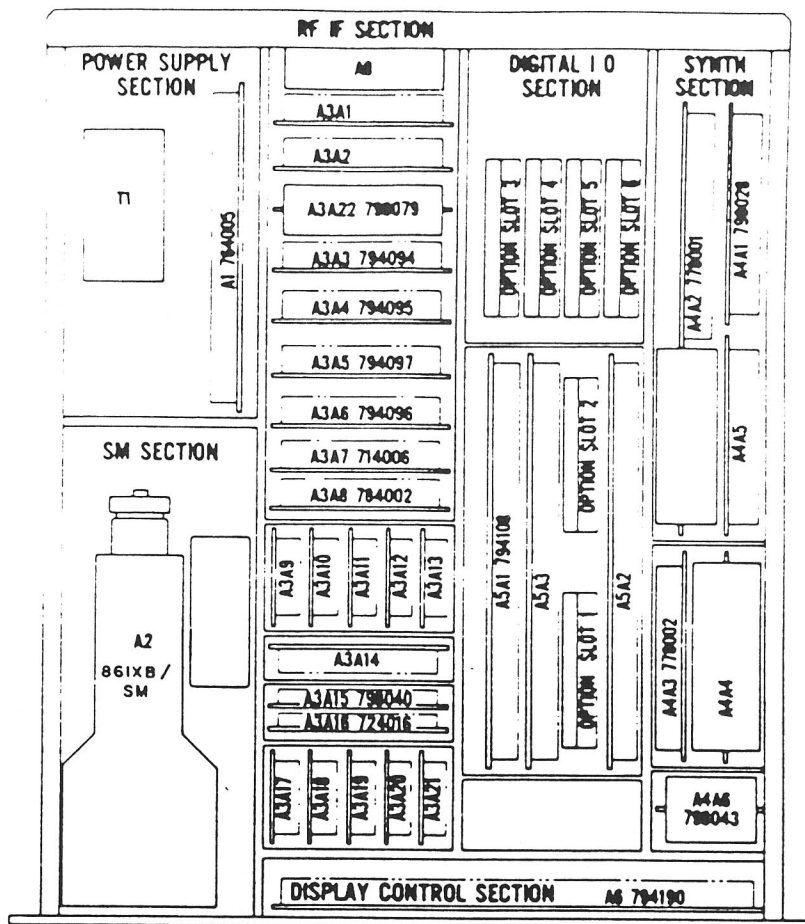 RF IF SECTION
POWER SUPPLY
SECTION
T1
A1 784005
A8
A3A1
A3A2
A3A22 798079
A3A3 794094
A3A4 794095
A3A5 794097
A3A6 794096
A3A7 714006
A3A8 784002
A3A9
A3A10
A3A11
A3A12
A3A13
A3A14
A3A15 798040
A3A16 724016
A3A17
A3A18
A3A19
A3A20
A3A21
DIGITAL I O
SECTION
OPTION SLOT 3
OPTION SLOT 4
OPTION SLOT 5
OPTION SLOT 6
A5A1 794108
A5A3
OPTION SLOT 2
OPTION SLOT 1
A5A2
SYNTH
SECTION
A4A2 778001
A4A1 798028
A4A5
A4A3 778002
A4A4
A4A6
798043
SM SECTION
A2
861XB/
SM
DISPLAY CONTROL SECTION
A6 794190